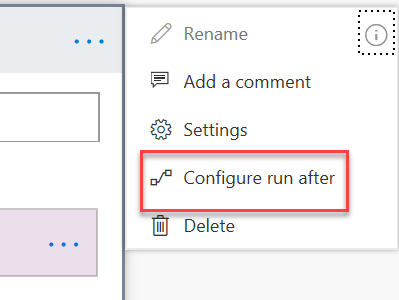 Rename
Add a comment
Settings
Configure run after
Delete